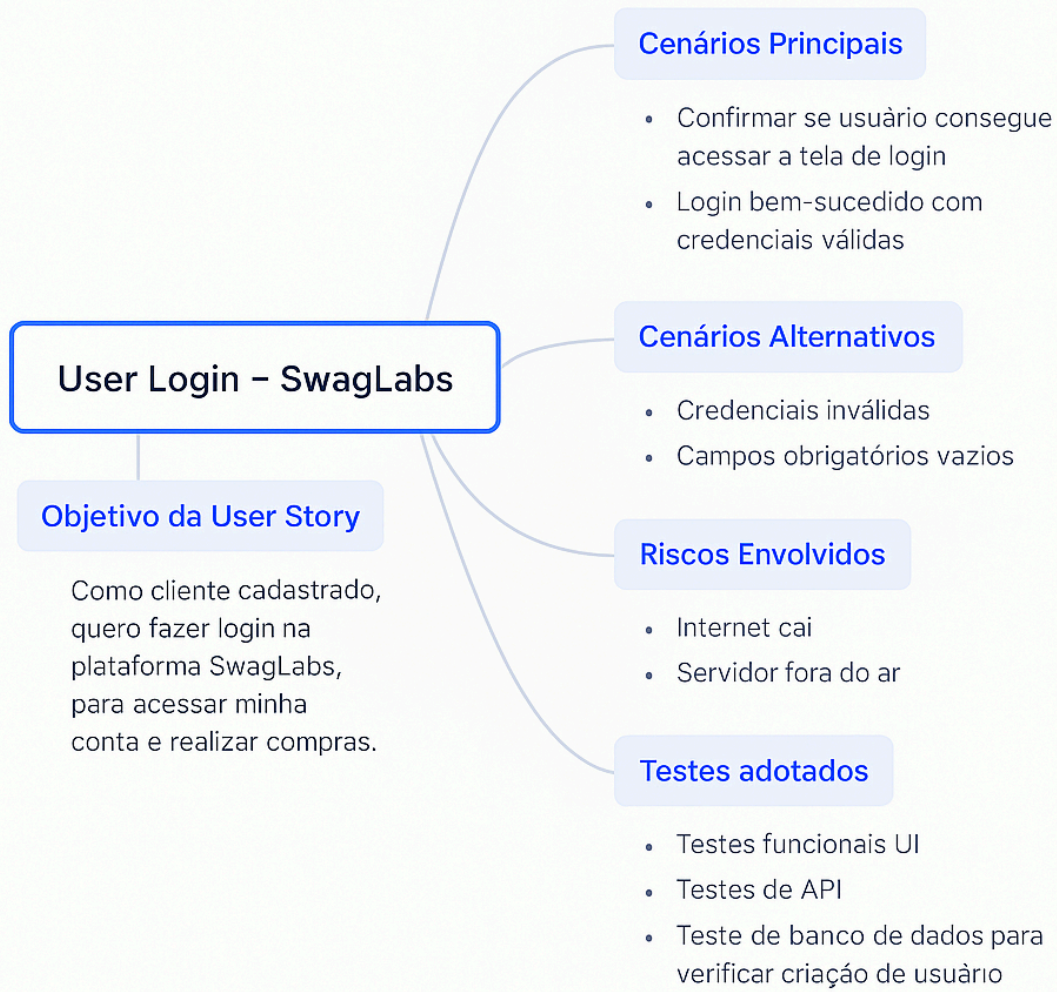 User Login – SwagLabs
Objetivo da User Story
Como cliente cadastrado,
quero fazer login na
plataforma SwagLabs,
para acessar minha
conta e realizar compras.
Cenários Principais
• Confirmar se usuàrio consegue
acessar a tela de login
• Login bem-sucedido com
credenciais válidas
Cenários Alternativos
• Credenciais inválidas
• Campos obrigatórios vazios
Riscos Envolvidos
• Internet cai
• Servidor fora do ar
Testes adotados
• Testes funcionais UI
• Testes de API
• Teste de banco de dados para
verificar criaçáo de usuàrıo